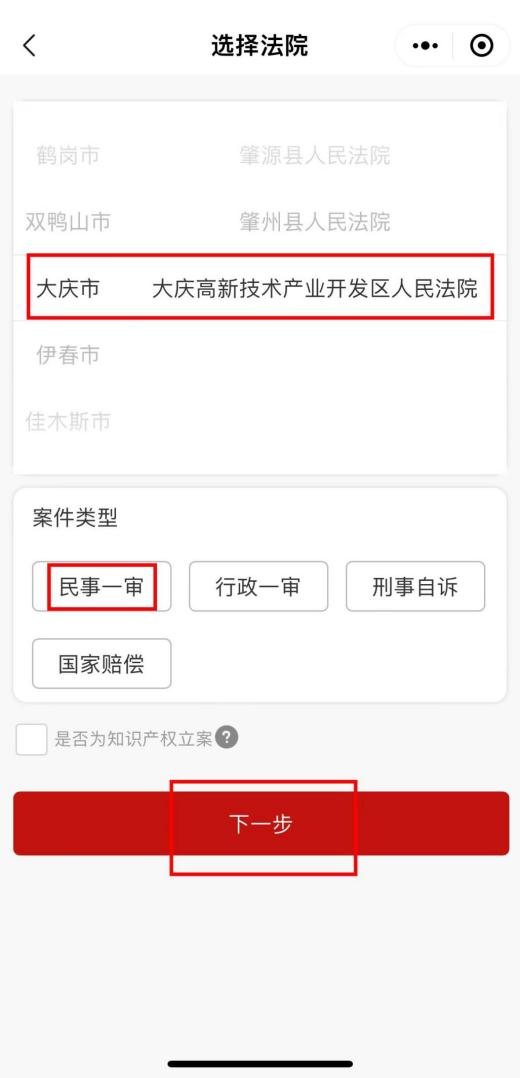 选择法院
鹤岗市 肇源县人民法院
双鸭山市 肇州县人民法院
大庆市 大庆高新技术产业开发区人民法院
伊春市
佳木斯市
案件类型
民事一审 行政一审 刑事自诉
国家赔偿
是否为知识产权立案?
下一步